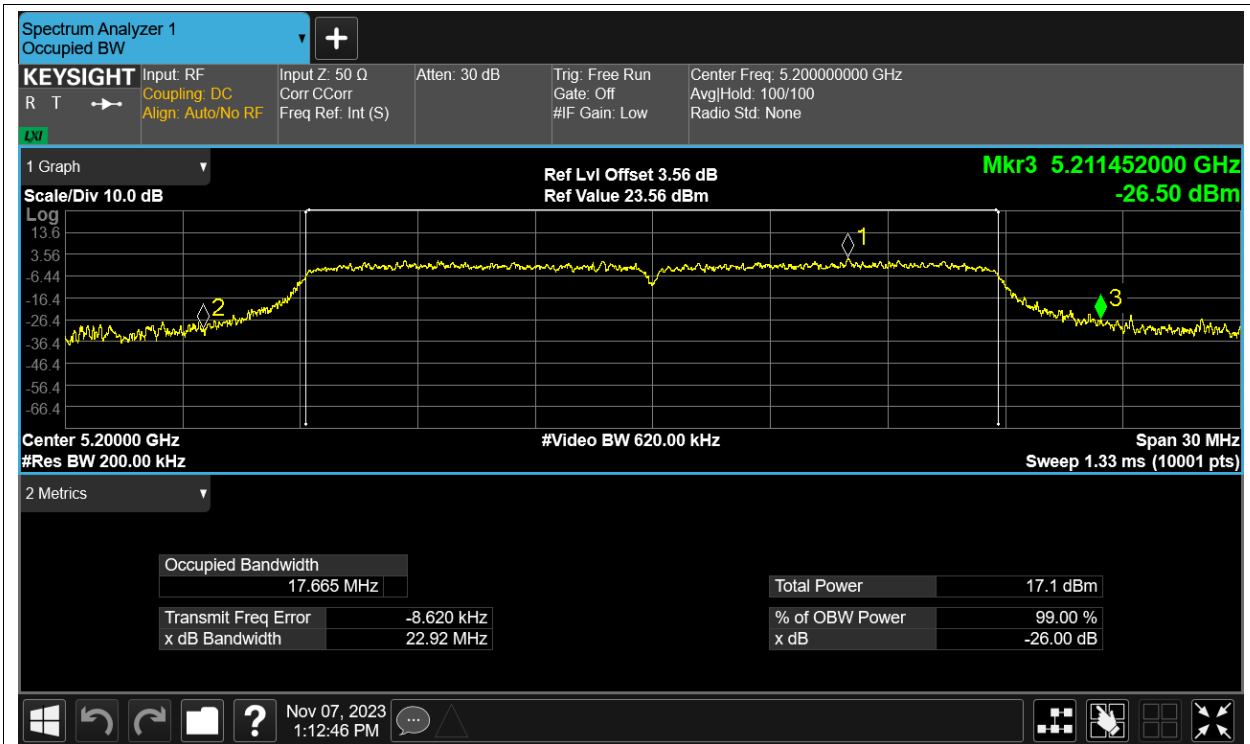 Spectrum Analyzer 1
Occupied BW
KEYSIGHT
R T
LXI
Input: RF
Coupling: DC
Align: Auto/No RF
Input Z: 50 Ω
Corr CCorr
Freq Ref: Int (S)
Atten: 30 dB
Trig: Free Run
Gate: Off
#IF Gain: Low
Center Freq: 5.200000000 GHz
Avg|Hold: 100/100
Radio Std: None
1 Graph
Scale/Div 10.0 dB
Ref Lvl Offset 3.56 dB
Ref Value 23.56 dBm
Mkr3 5.211452000 GHz
-26.50 dBm
Log
13.6
3.56
-6.44
-16.4
-26.4
-36.4
-46.4
-56.4
-66.4
1
2
3
Center 5.20000 GHz
#Video BW 620.00 kHz
Span 30 MHz
#Res BW 200.00 kHz
Sweep 1.33 ms (10001 pts)
2 Metrics
Occupied Bandwidth
17.665 MHz
Total Power 17.1 dBm
Transmit Freq Error -8.620 kHz
% of OBW Power 99.00 %
x dB Bandwidth 22.92 MHz
x dB -26.00 dB
?
Nov 07, 2023
1:12:46 PM